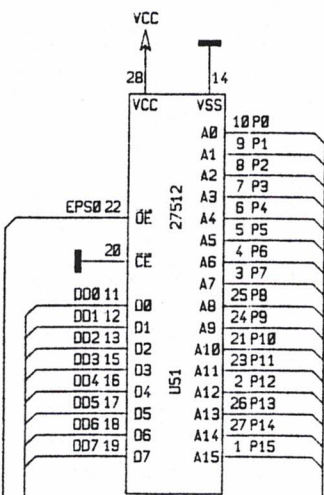 VCC
28 14
VCC VSS
A0 10 P0
A1 9 P1
A2 8 P2
A3 7 P3
EPS0 22 OE A4 6 P4
A5 5 P5
20 CE A6 4 P6
A7 3 P7
DD0 11 D0 A8 25 P8
DD1 12 D1 A9 24 P9
DD2 13 D2 A10 21 P10
DD3 15 D3 A11 23 P11
DD4 16 D4 A12 2 P12
DD5 17 D5 A13 26 P13
DD6 18 D6 A14 27 P14
DD7 19 D7 A15 1 P15
27512
U51